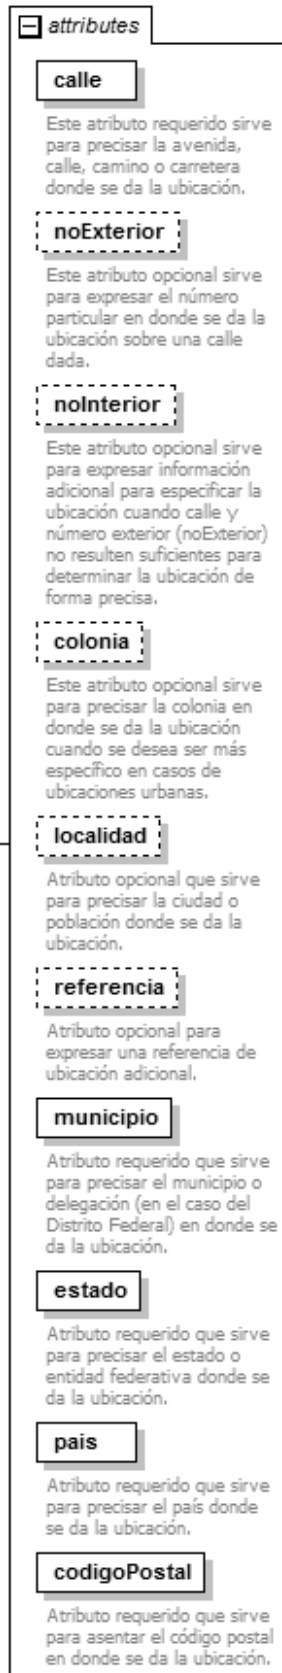 attributes
calle
Este atributo requerido sirve
para precisar la avenida,
calle, camino o carretera
donde se da la ubicación.
noExterior
Este atributo opcional sirve
para expresar el número
particular en donde se da la
ubicación sobre una calle
dada.
noInterior
Este atributo opcional sirve
para expresar información
adicional para especificar la
ubicación cuando calle y
número exterior (noExterior)
no resulten suficientes para
determinar la ubicación de
forma precisa.
colonia
Este atributo opcional sirve
para precisar la colonia en
donde se da la ubicación
cuando se desea ser más
específico en casos de
ubicaciones urbanas.
localidad
Atributo opcional que sirve
para precisar la ciudad o
población donde se da la
ubicación.
referencia
Atributo opcional para
expresar una referencia de
ubicación adicional.
municipio
Atributo requerido que sirve
para precisar el municipio o
delegación (en el caso del
Distrito Federal) en donde se
da la ubicación.
estado
Atributo requerido que sirve
para precisar el estado o
entidad federativa donde se
da la ubicación.
pais
Atributo requerido que sirve
para precisar el país donde
se da la ubicación.
codigoPostal
Atributo requerido que sirve
para asentar el código postal
en donde se da la ubicación.